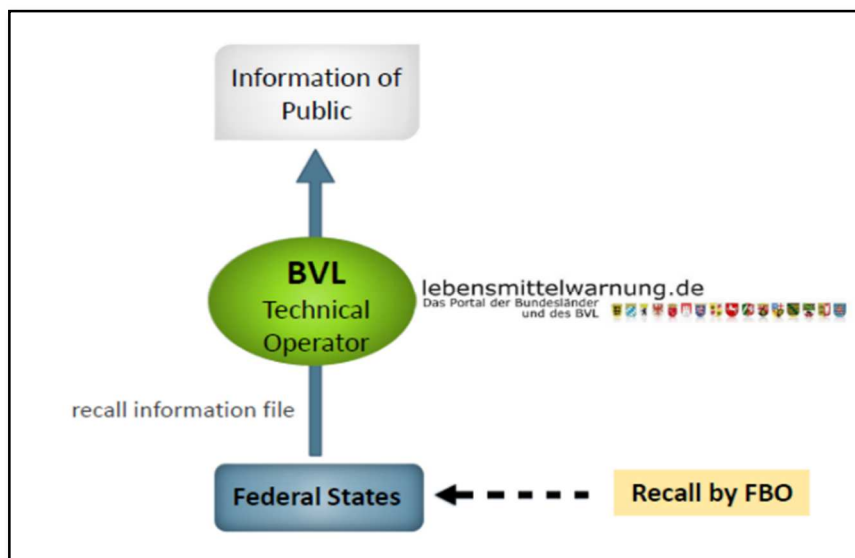 Information of
Public
BVL
Technical
Operator
lebensmittelwarnung.de
Das Portal der Bundesländer
und des BVL
recall information file
Federal States
Recall by FBO